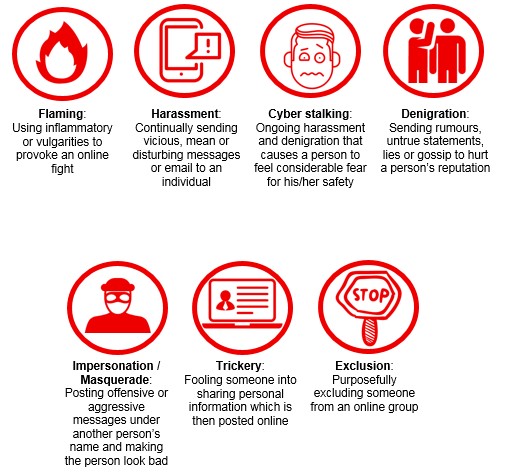 Flaming:
Using inflammatory
or vulgarities to
provoke an online
fight
Harassment:
Continually sending
vicious, mean or
disturbing messages
or email to an
individual
Cyber stalking:
Ongoing harassment
and denigration that
causes a person to
feel considerable fear
for his/her safety
Denigration:
Sending rumours,
untrue statements,
lies or gossip to hurt
a person's reputation
Impersonation /
Masquerade:
Posting offensive or
aggressive
messages under
another person's
name and making
the person look bad
Trickery:
Fooling someone into
sharing personal
information which is
then posted online
STOP
Exclusion:
Purposefully
excluding someone
from an online group